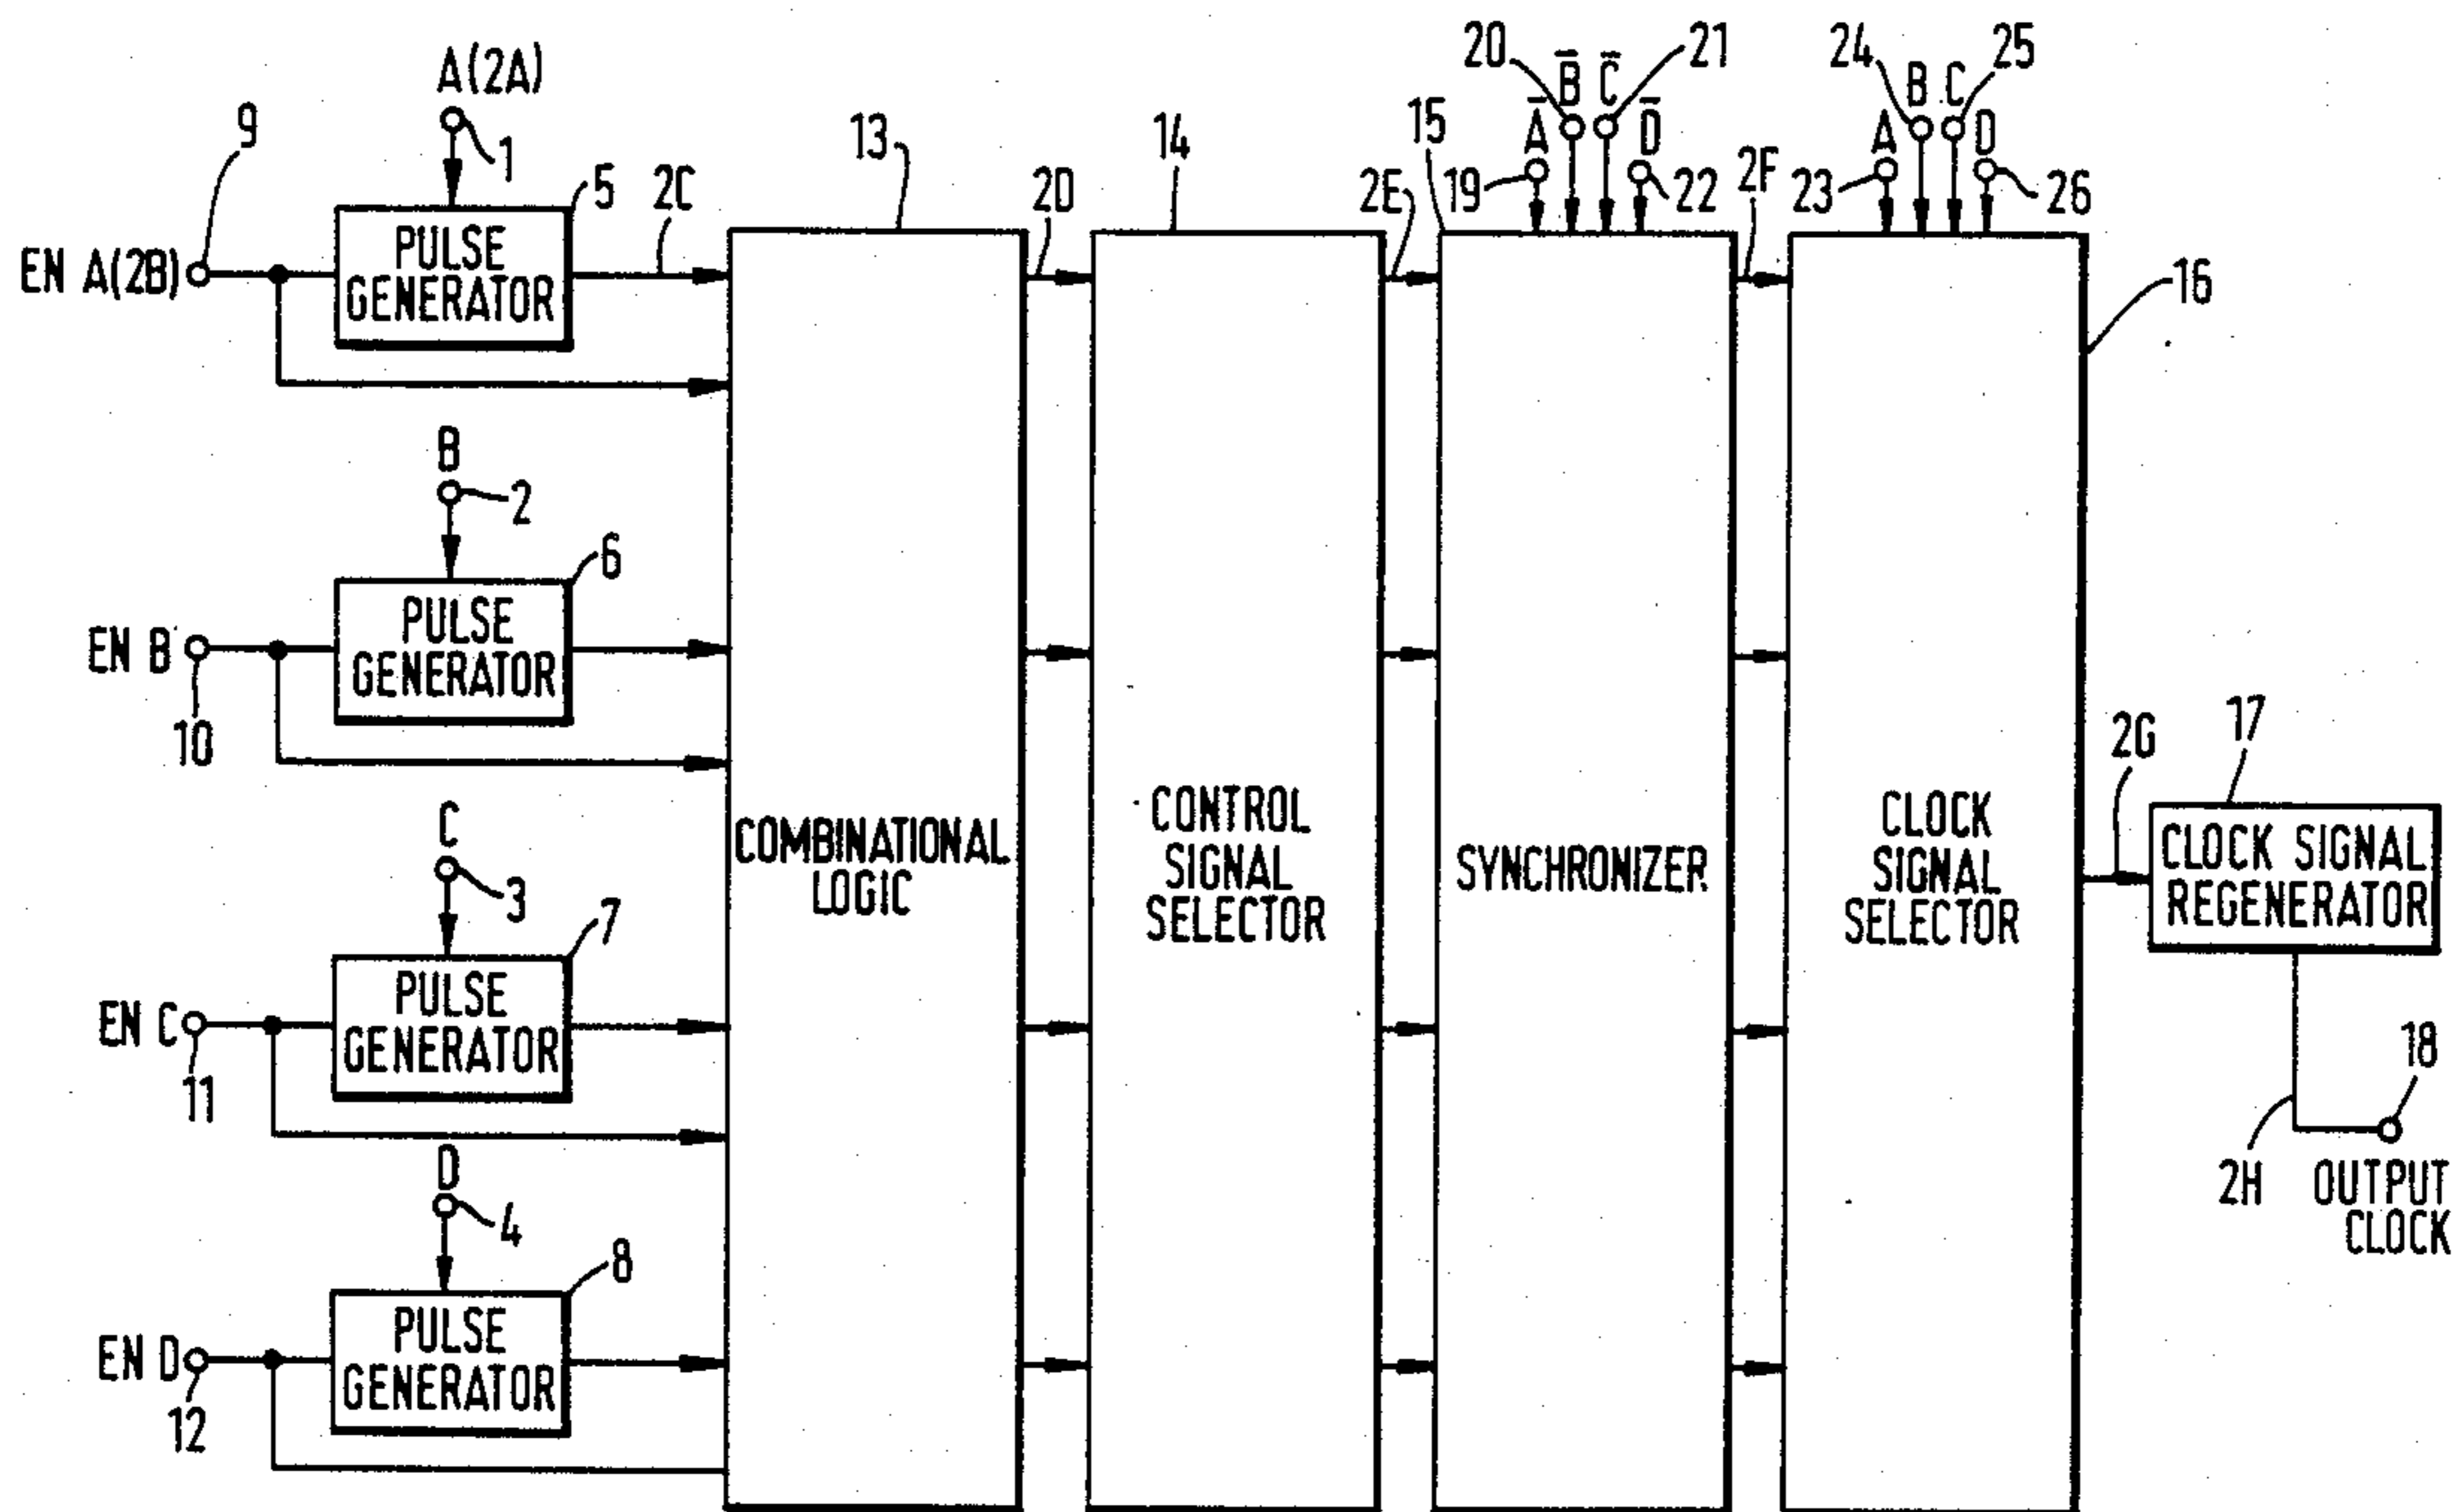 A(2A)
9
1
5
2C
EN A(2B)
PULSE
GENERATOR
B
2
6
EN B
10
PULSE
GENERATOR
C
3
7
EN C
11
PULSE
GENERATOR
D
4
8
EN D
12
PULSE
GENERATOR
13
COMBINATIONAL
LOGIC
2D
14
CONTROL
SIGNAL
SELECTOR
2E
15
20
B̅
C̅
21
A̅
D̅
19
22
SYNCHRONIZER
2F
24
B
C
25
A
D
23
26
16
CLOCK
SIGNAL
SELECTOR
2G
17
CLOCK SIGNAL
REGENERATOR
18
2H
OUTPUT
CLOCK